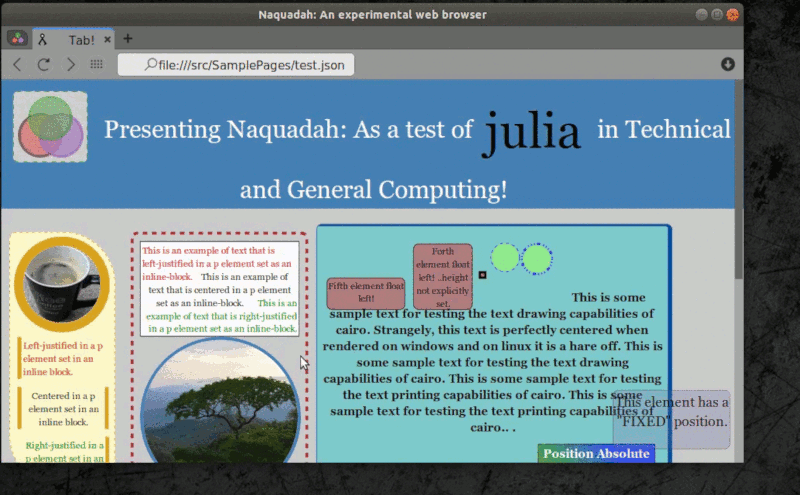 Naquadah: An experimental web browser
Tab!
file:///src/SamplePages/test.json
Presenting Naquadah: As a test of julia in Technical
and General Computing!
Left-justified in a p
element set in an
inline block.
Centered in a p
element set in an
inline block.
Right-justified in a
p element set in an
This is an example of text that is
left-justified in a p element set in an
inline-block. This is an example of
text that is centered in a p element
set as an inline-block. This is an
example of text that is right-justified
in a p element set as an inline-block.
Fifth element float
left!
Forth
element float
left! ..height
not explicitly
set.
This is some
sample text for testing the text drawing capabilities of
cairo. Strangely, this text is perfectly centered when
rendered on windows and on linux it is a hare off. This is
some sample text for testing the text drawing
capabilities of cairo. This is some sample text for testing
the text printing capabilities of cairo. This is some
sample text for testing the text printing capabilities of
cairo.. .
This element has a
"FIXED" position.
Position Absolute